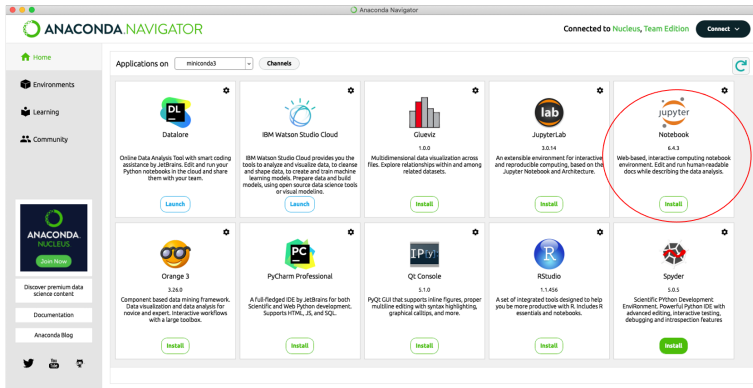 Anaconda Navigator
ANACONDA.NAVIGATOR
Connected to Nucleus, Team Edition
Connect
Home
Environments
Learning
Community
ANACONDA.
NUCLEUS
Join Now
Discover premium data
science content
Documentation
Anaconda Blog
You
Tube
Applications on
miniconda3
Channels
DL
Datalore
Online Data Analysis Tool with smart coding
assistance by JetBrains. Edit and run your
Python notebooks in the cloud and share
them with your team.
Launch
IBM Watson Studio Cloud
IBM Watson Studio Cloud provides you the
tools to analyze and visualize data, to cleanse
and shape data, to create and train machine
learning models. Prepare data and build
models, using open source data science tools
or visual modeling.
Launch
Glueviz
1.0.0
Multidimensional data visualization across
files. Explore relationships within and among
related datasets.
Install
lab
JupyterLab
3.0.14
An extensible environment for interactive
and reproducible computing, based on the
Jupyter Notebook and Architecture.
Install
jupyter
Notebook
6.4.3
Web-based, interactive computing notebook
environment. Edit and run human-readable
docs while describing the data analysis.
Install
Orange 3
3.26.0
Component based data mining framework.
Data visualization and data analysis for
novice and expert. Interactive workflows
with a large toolbox.
Install
PC
PyCharm Professional
A full-fledged IDE by JetBrains for both
Scientific and Web Python development.
Supports HTML, JS, and SQL.
Install
IP[y]:
Qt Console
5.1.0
PyQt GUI that supports inline figures, proper
multiline editing with syntax highlighting,
graphical calltips, and more.
Install
R
RStudio
1.1.456
A set of integrated tools designed to help
you be more productive with R. Includes R
essentials and notebooks.
Install
Spyder
5.0.5
Scientific PYthon Development
EnviRonment. Powerful Python IDE with
advanced editing, interactive testing,
debugging and introspection features
Install